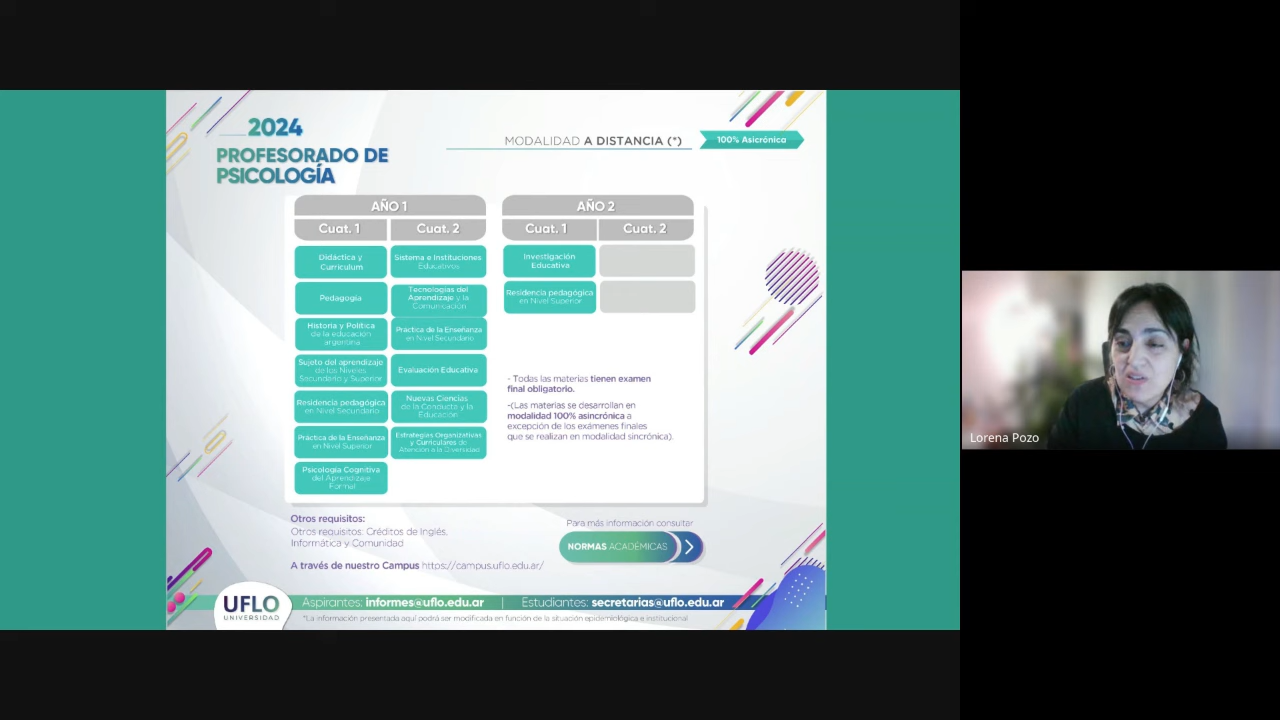 2024
PROFESORADO DE
PSICOLOGÍA
MODALIDAD A DISTANCIA (*)
100% Asicrónica
AÑO 1
Cuat. 1
Cuat. 2
Didáctica y
Curriculum
Sistema e Instituciones
Educativos
Pedagogía
Tecnologías del
Aprendizaje y la
Comunicación
Historia y Política
de la educación
argentina
Práctica de la Enseñanza
en Nivel Secundario
Sujeto del aprendizaje
de los Niveles
Secundario y Superior
Evaluación Educativa
Residencia pedagógica
en Nivel Secundario
Nuevas Ciencias
de la Conducta y la
Educación
Práctica de la Enseñanza
en Nivel Superior
Estrategias Organizativas
y Curriculares de
Atención a la Diversidad
Psicología Cognitiva
del Aprendizaje
Formal
AÑO 2
Cuat. 1
Cuat. 2
Investigación
Educativa
Residencia pedagógica
en Nivel Superior
- Todas las materias tienen examen
final obligatorio.
-(Las materias se desarrollan en
modalidad 100% asincrónica a
excepción de los exámenes finales
que se realizan en modalidad sincrónica).
Otros requisitos:
Otros requisitos: Créditos de Inglés,
Informática y Comunidad
A través de nuestro Campus https://campus.uflo.edu.ar/
Para más información consultar
NORMAS ACADÉMICAS
UFLO
UNIVERSIDAD
Aspirantes: informes@uflo.edu.ar | Estudiantes: secretarias@uflo.edu.ar
*La información presentada aquí podrá ser modificada en función de la situación epidemiológica e institucional
Lorena Pozo